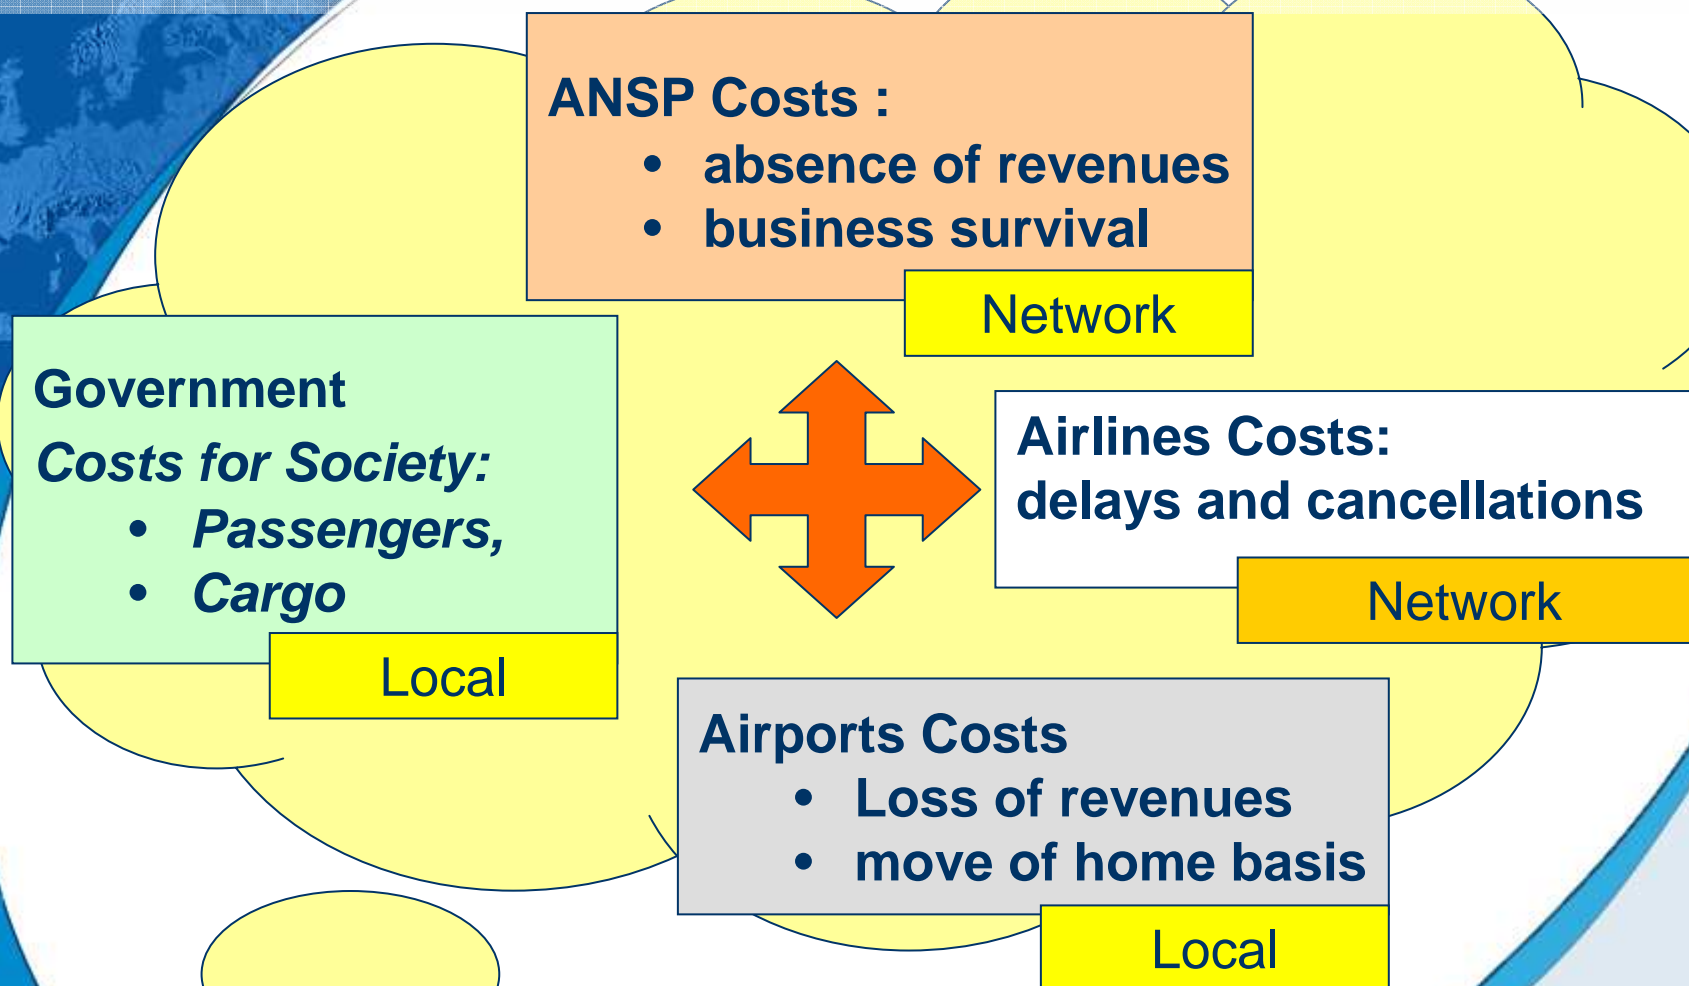 ANSP Costs :
• absence of revenues
• business survival
Network
Government
Costs for Society:
• Passengers,
• Cargo
Local
Airlines Costs:
delays and cancellations
Network
Airports Costs
• Loss of revenues
• move of home basis
Local